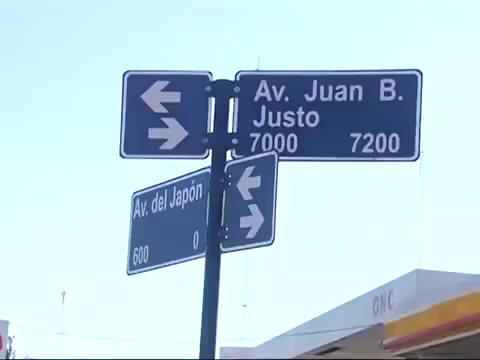 Av. Juan B.
Justo
7000 7200
Av. del Japón
600 0
GNC